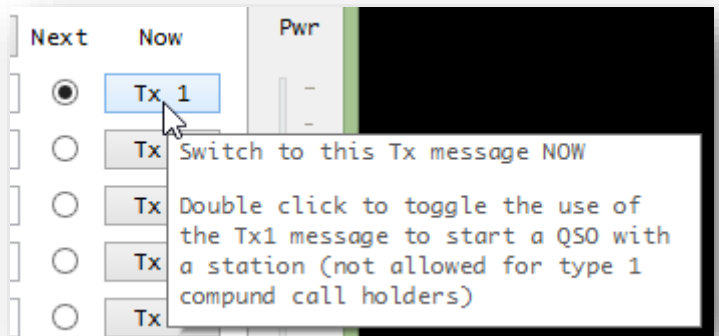 Next Now Pwr
Tx 1
Tx
Switch to this Tx message NOW
Tx
Double click to toggle the use of
the Tx1 message to start a QSO with
Tx
a station (not allowed for type 1
compund call holders)
Tx